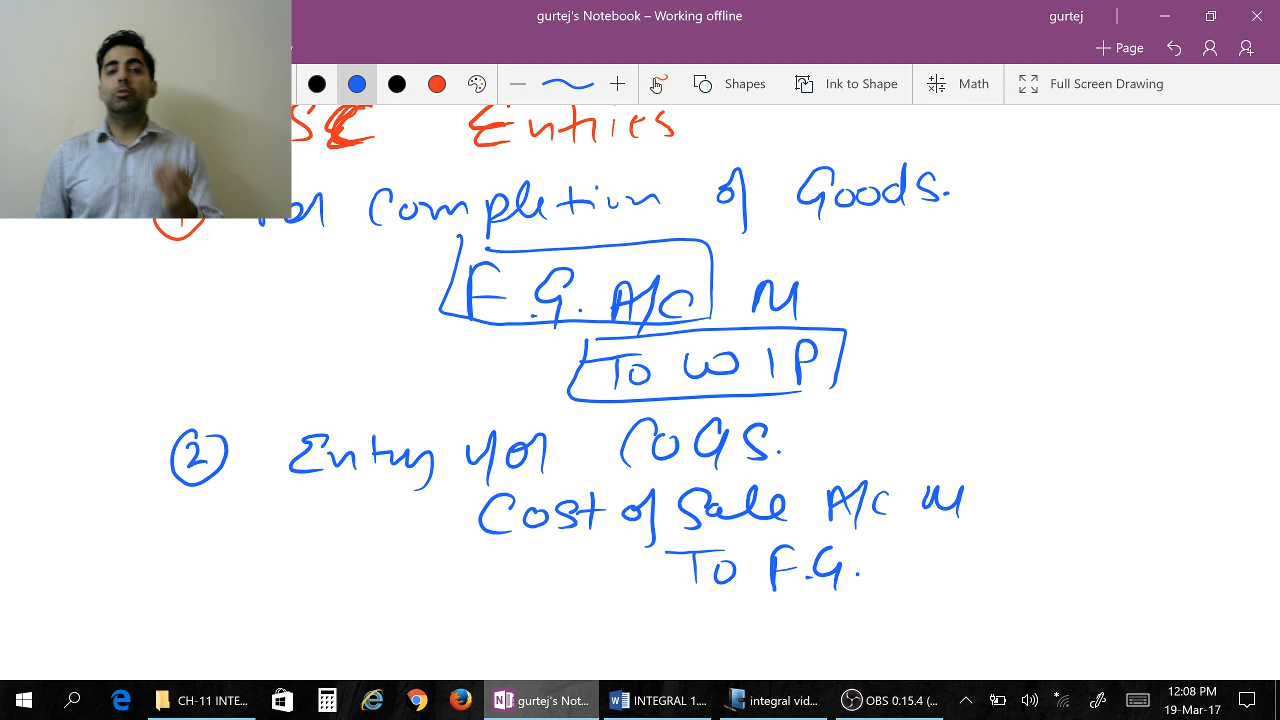 gurtej's Notebook – Working offline
gurtej
Page
Shapes
Ink to Shape
Math
Full Screen Drawing
Entries
1 Completion of Goods.
F.G. A/C
To WIP
2 Entry for COGS.
Cost of Sale A/C
To F.G.
CH-11 INTE...
gurtej's Not...
INTEGRAL 1....
integral vid...
OBS 0.15.4 (...
12:08 PM
19-Mar-17